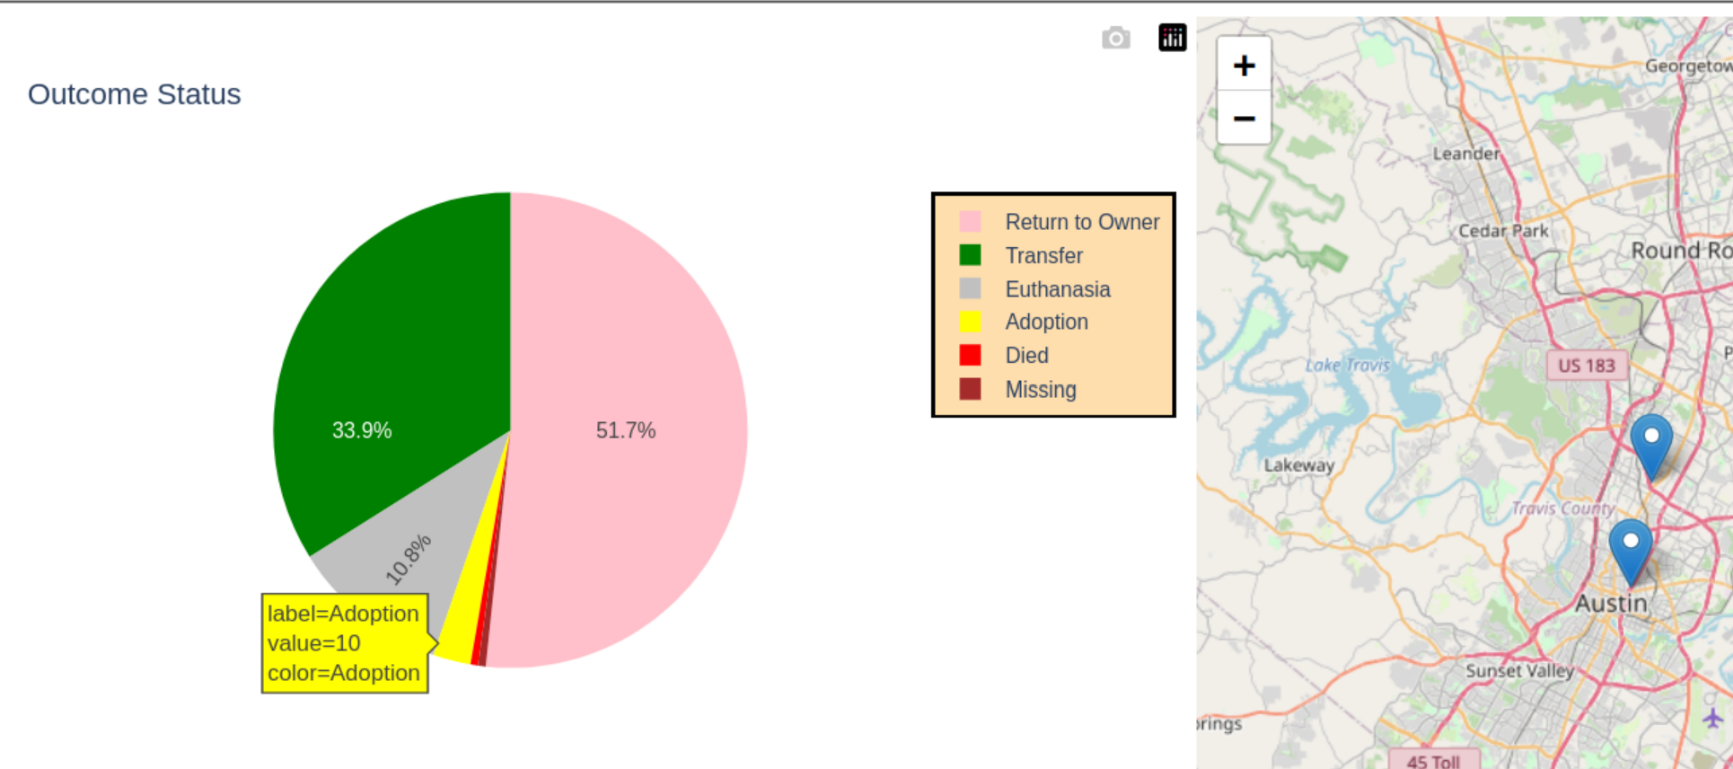 Outcome Status
Return to Owner
Transfer
Euthanasia
Adoption
Died
Missing
33.9%
51.7%
10.8%
label=Adoption
value=10
color=Adoption
+
−
Georgetow
Leander
Cedar Park
Round Ro
Lake Travis
US 183
P
Lakeway
Travis County
Austin
Sunset Valley
rings
45 Toll